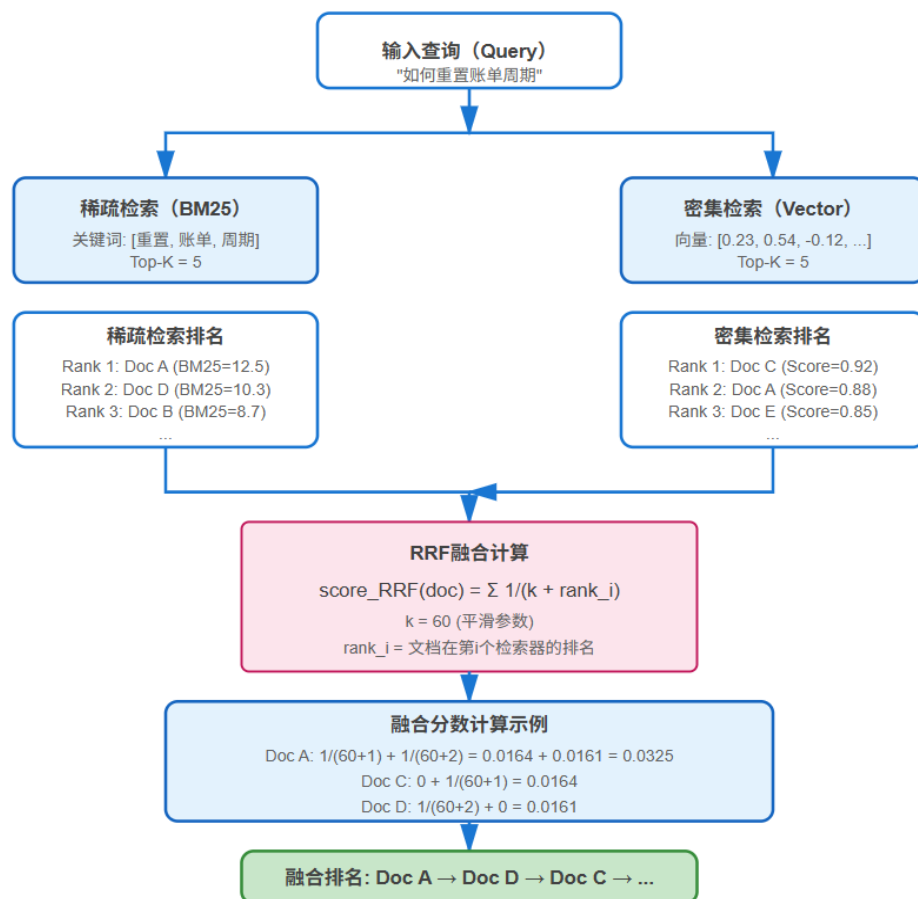 输入查询（Query）
"如何重置账单周期"
稀疏检索（BM25）
关键词: [重置, 账单, 周期]
Top-K = 5
密集检索（Vector）
向量: [0.23, 0.54, -0.12, ...]
Top-K = 5
稀疏检索排名
Rank 1: Doc A (BM25=12.5)
Rank 2: Doc D (BM25=10.3)
Rank 3: Doc B (BM25=8.7)
...
密集检索排名
Rank 1: Doc C (Score=0.92)
Rank 2: Doc A (Score=0.88)
Rank 3: Doc E (Score=0.85)
...
RRF融合计算
score_RRF(doc) = Σ 1/(k + rank_i)
k = 60 (平滑参数)
rank_i = 文档在第i个检索器的排名
融合分数计算示例
Doc A: 1/(60+1) + 1/(60+2) = 0.0164 + 0.0161 = 0.0325
Doc C: 0 + 1/(60+1) = 0.0164
Doc D: 1/(60+2) + 0 = 0.0161
融合排名: Doc A → Doc D → Doc C → ...